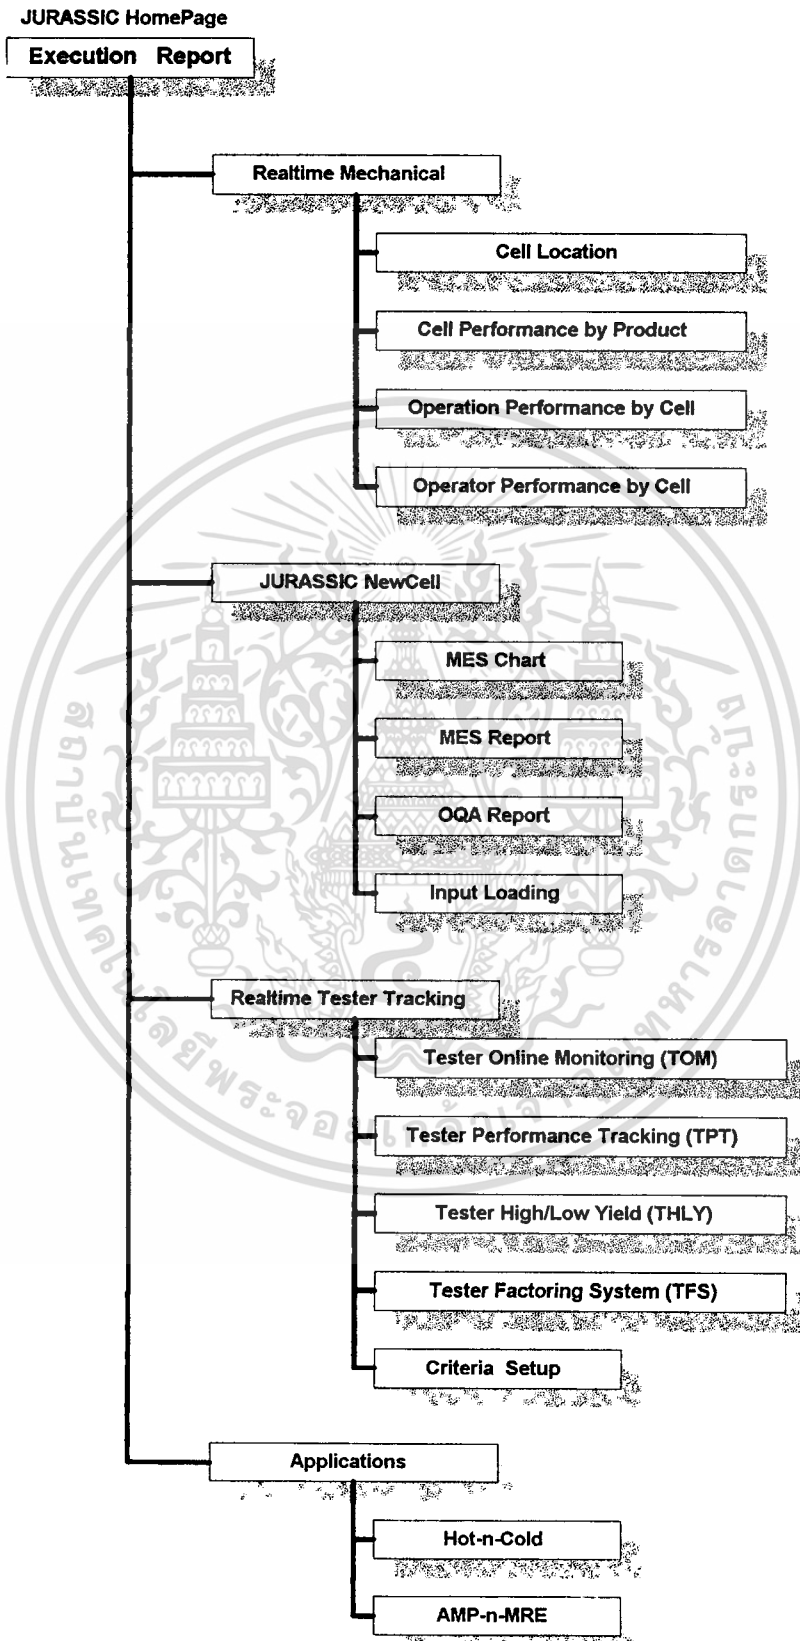 JURASSIC HomePage
Execution Report
Realtime Mechanical
Cell Location
Cell Performance by Product
Operation Performance by Cell
Operator Performance by Cell
JURASSIC NewCell
MES Chart
MES Report
OQA Report
Input Loading
Realtime Tester Tracking
Tester Online Monitoring (TOM)
Tester Performance Tracking (TPT)
Tester High/Low Yield (THLY)
Tester Factoring System (TFS)
Criteria Setup
Applications
Hot-n-Cold
AMP-n-MRE